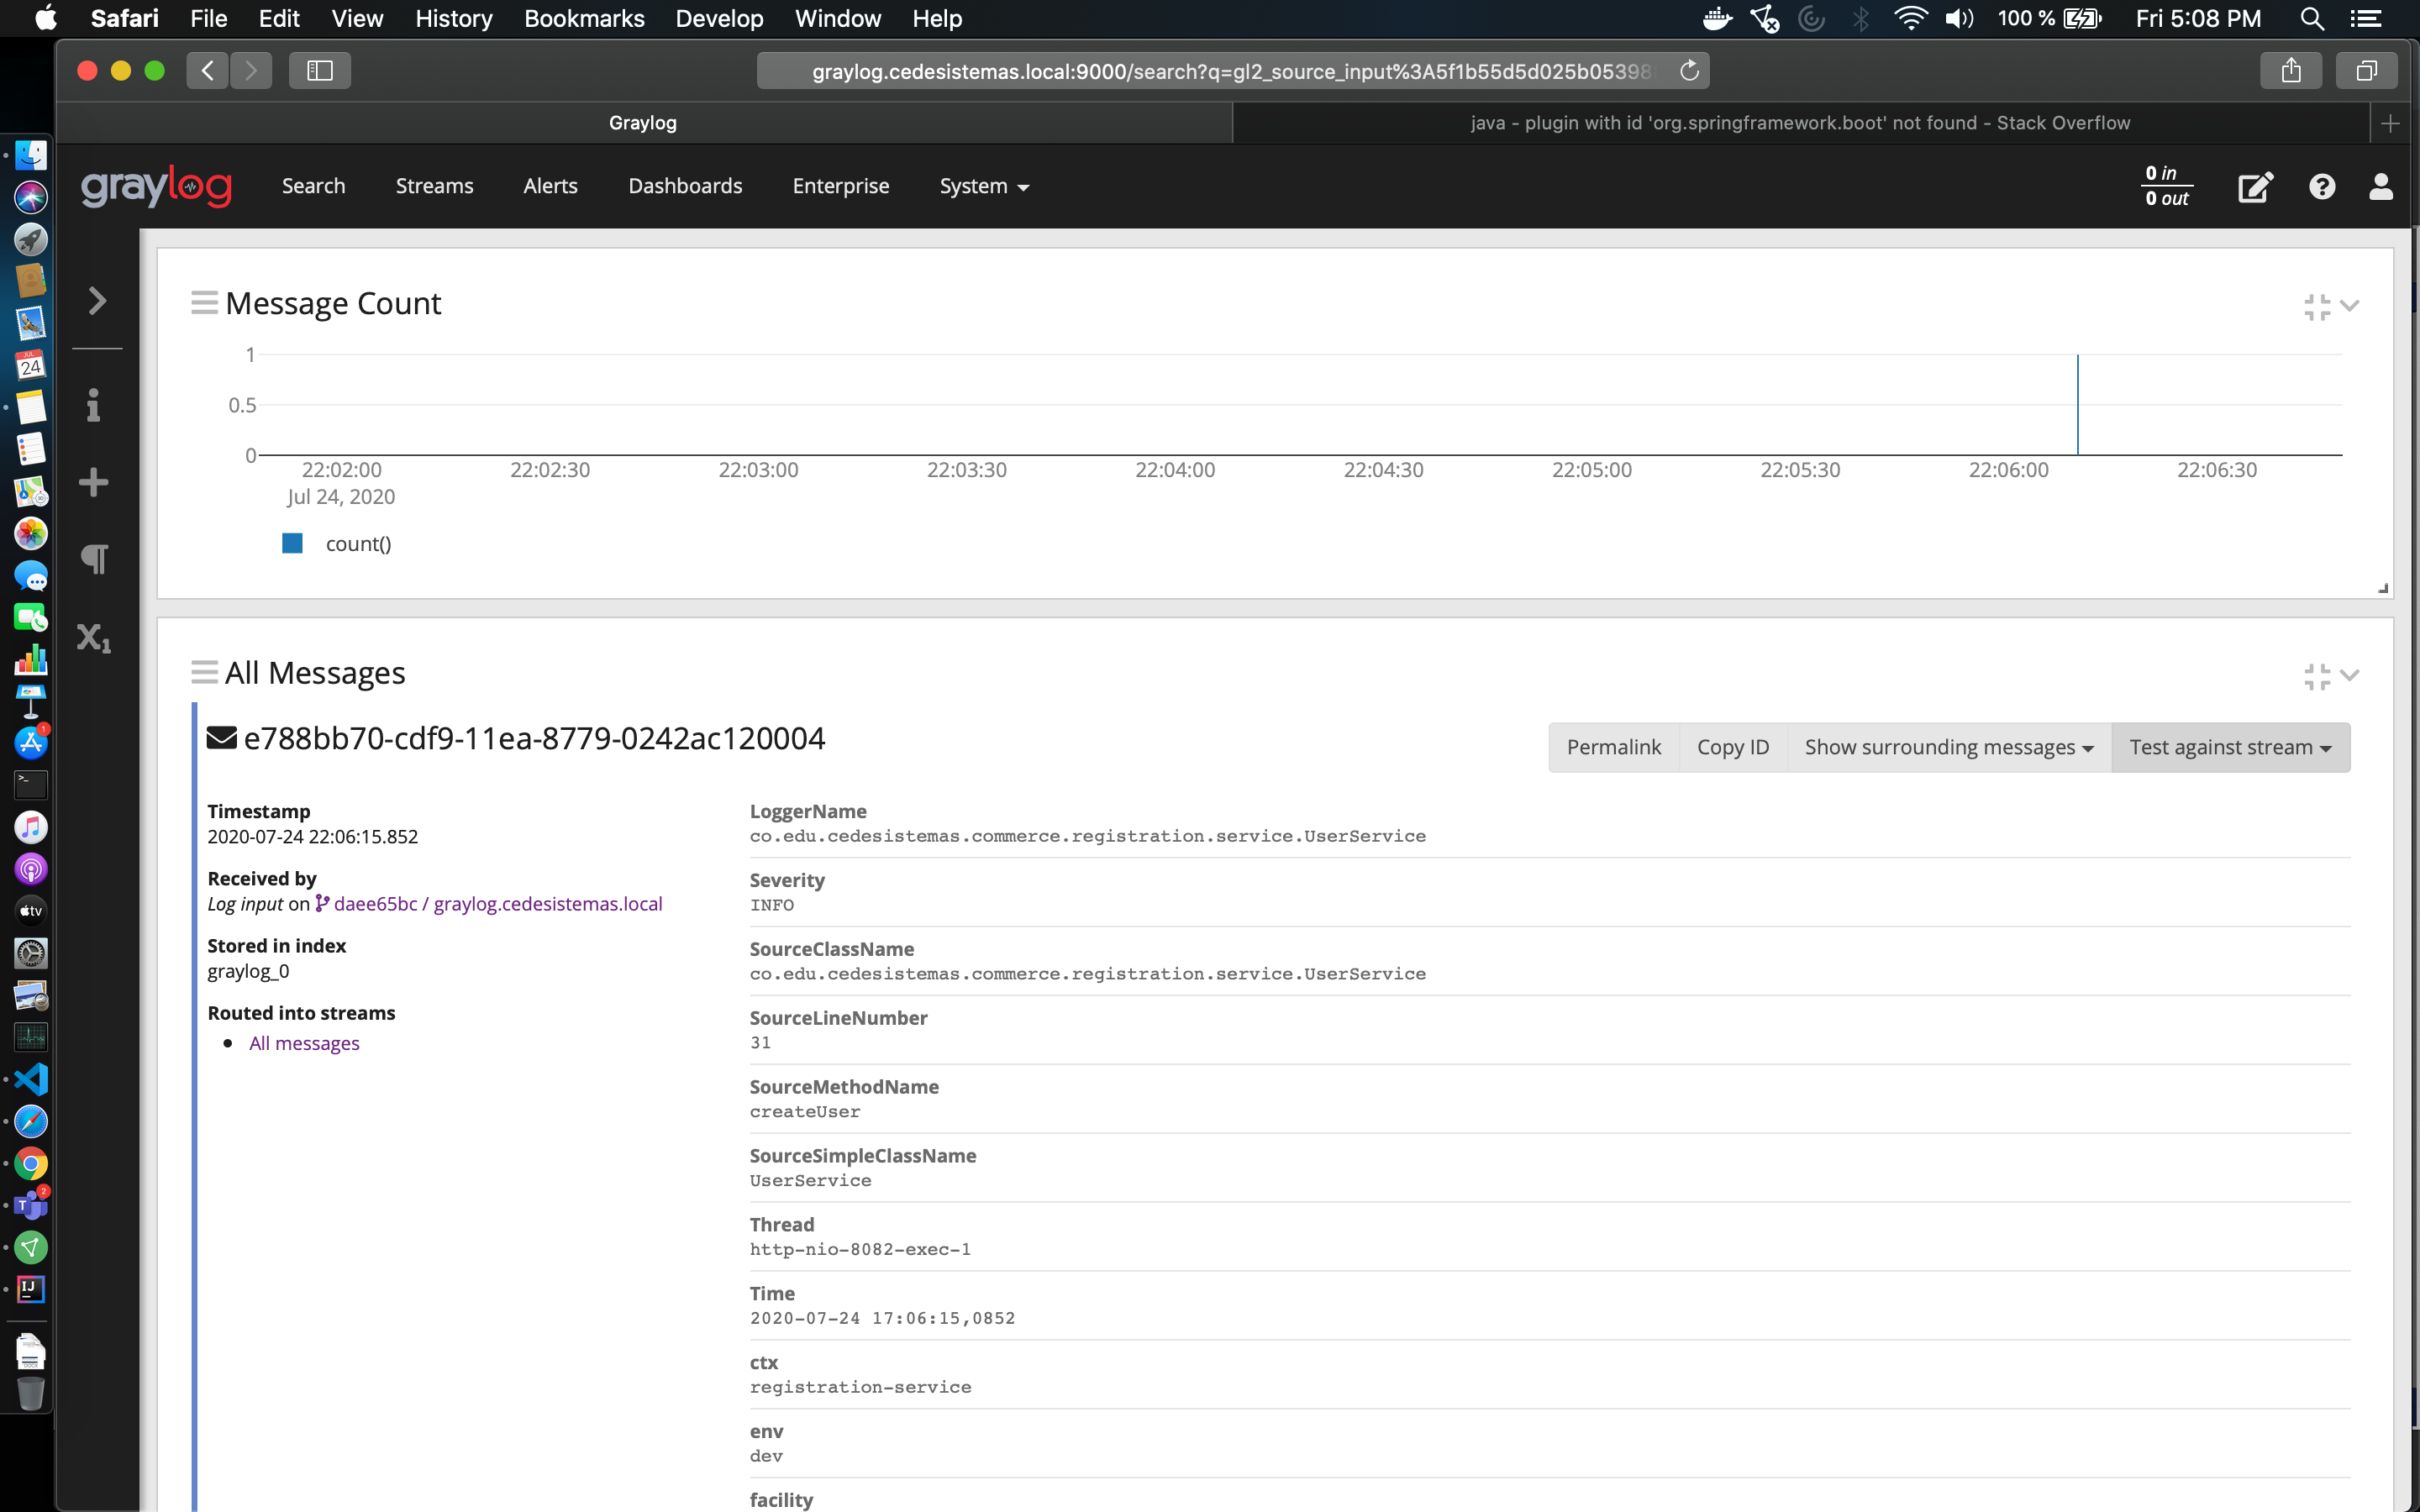 Safari File Edit View History Bookmarks Develop Window Help 100 % Fri 5:08 PM
graylog.cedesistemas.local:9000/search?q=gl2_source_input%3A5f1b55d5d025b05398
Graylog java - plugin with id 'org.springframework.boot' not found - Stack Overflow
graylog Search Streams Alerts Dashboards Enterprise System 0 in
0 out
Message Count
1
0.5
0
22:02:00 22:02:30 22:03:00 22:03:30 22:04:00 22:04:30 22:05:00 22:05:30 22:06:00 22:06:30
Jul 24, 2020
count()
All Messages
e788bb70-cdf9-11ea-8779-0242ac120004
Permalink Copy ID Show surrounding messages Test against stream
Timestamp
2020-07-24 22:06:15.852
Received by
Log input on daee65bc / graylog.cedesistemas.local
Stored in index
graylog_0
Routed into streams
All messages
LoggerName
co.edu.cedesistemas.commerce.registration.service.UserService
Severity
INFO
SourceClassName
co.edu.cedesistemas.commerce.registration.service.UserService
SourceLineNumber
31
SourceMethodName
createUser
SourceSimpleClassName
UserService
Thread
http-nio-8082-exec-1
Time
2020-07-24 17:06:15,0852
ctx
registration-service
env
dev
facility
X1
JUL
24
1
tv
2
T
IJ